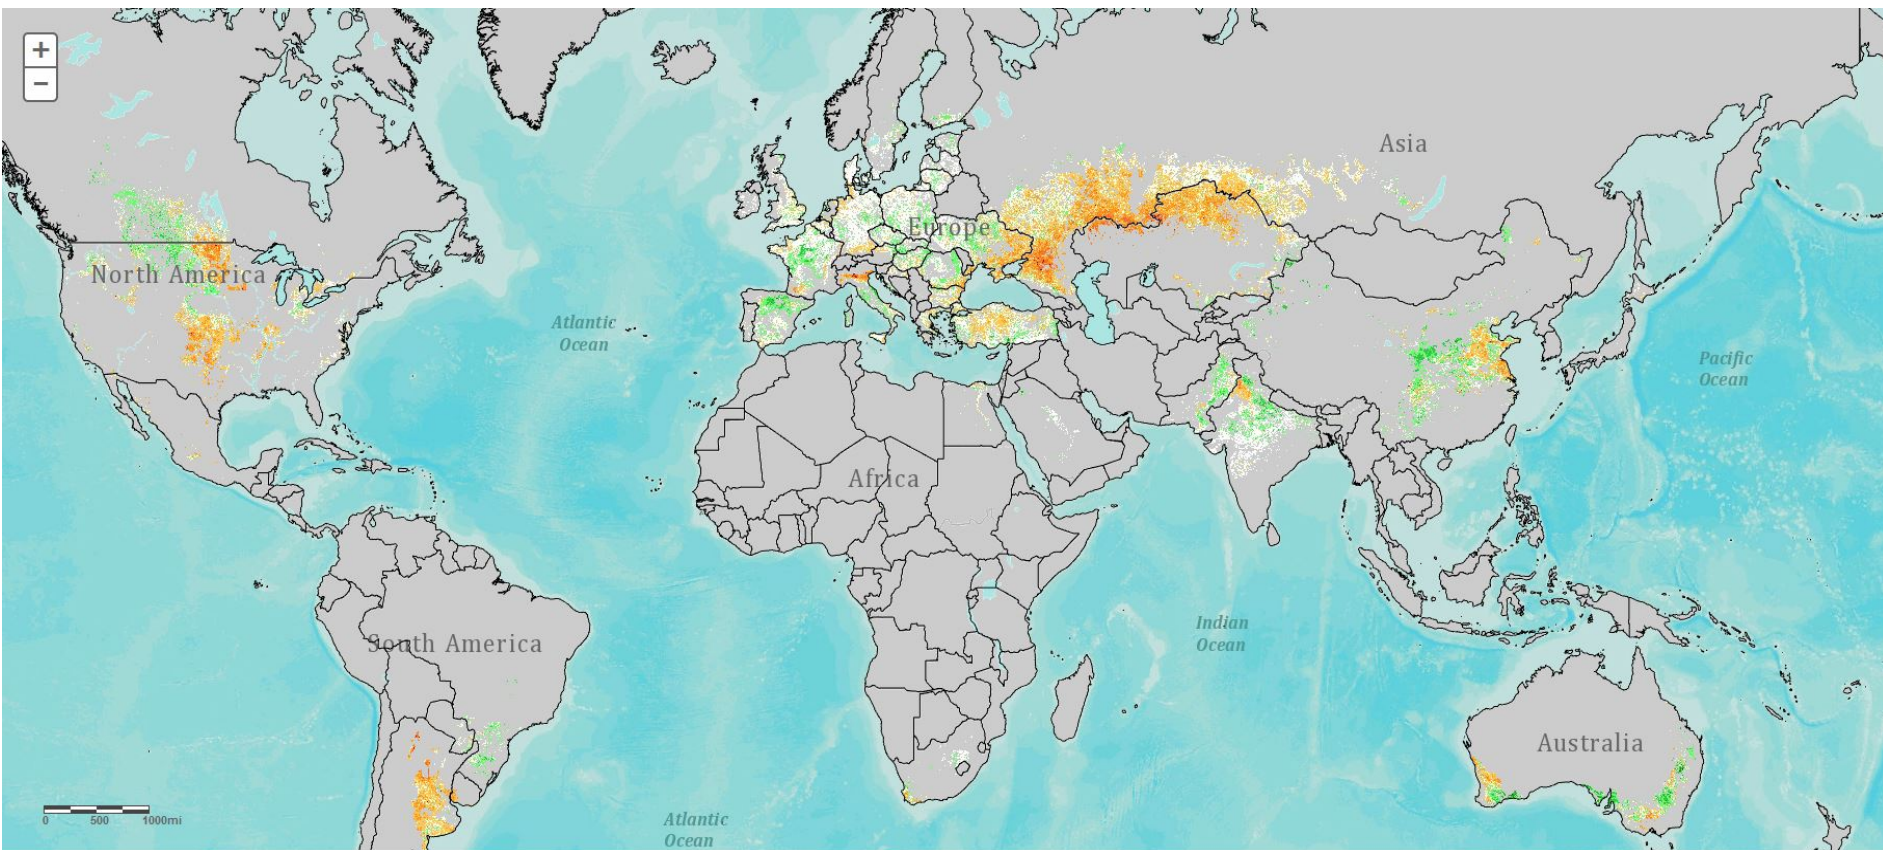 +
−
Asia
Europe
North America
Atlantic
Ocean
Pacific
Ocean
Africa
South America
Indian
Ocean
Australia
0 500 1000mi
Atlantic
Ocean